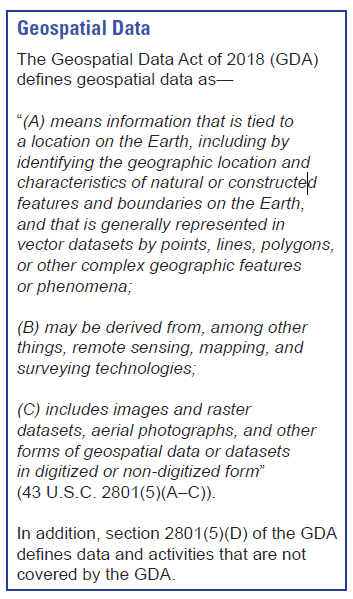 Geospatial Data
The Geospatial Data Act of 2018 (GDA)
defines geospatial data as—
“(A) means information that is tied to
a location on the Earth, including by
identifying the geographic location and
characteristics of natural or constructed
features and boundaries on the Earth,
and that is generally represented in
vector datasets by points, lines, polygons,
or other complex geographic features
or phenomena;
(B) may be derived from, among other
things, remote sensing, mapping, and
surveying technologies;
(C) includes images and raster
datasets, aerial photographs, and other
forms of geospatial data or datasets
in digitized or non-digitized form”
(43 U.S.C. 2801(5)(A–C)).
In addition, section 2801(5)(D) of the GDA
defines data and activities that are not
covered by the GDA.